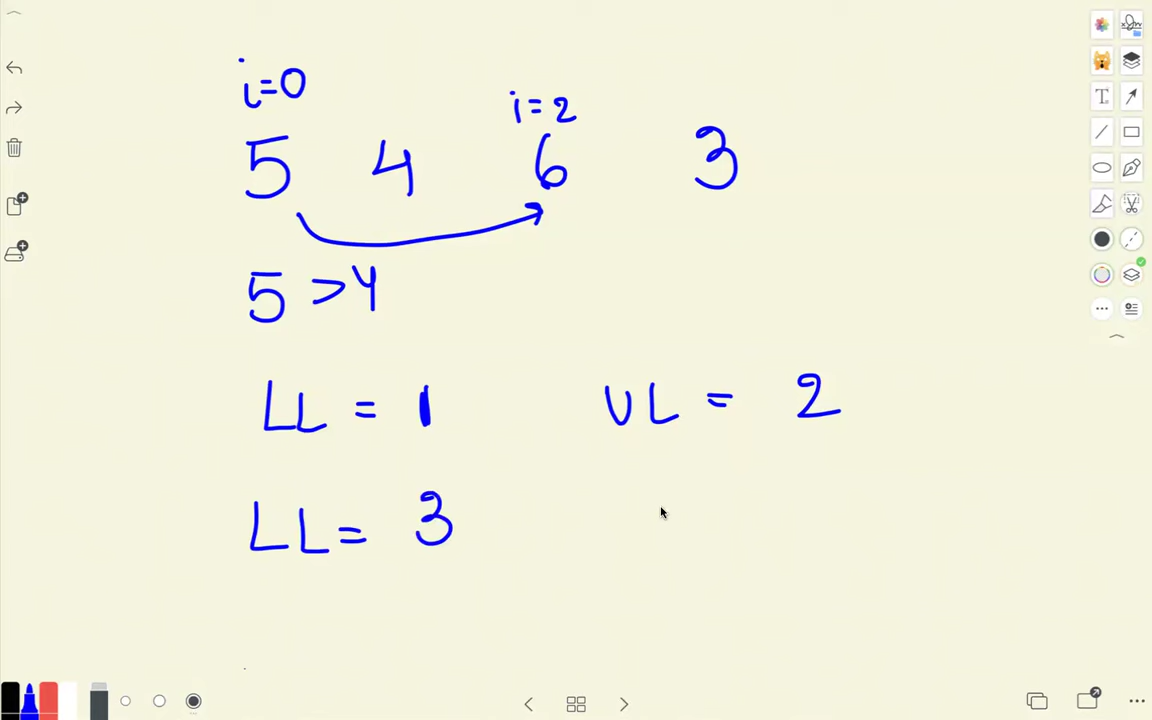 i=0
i=2
5 4 6 3
5 >4
LL = 1 UL = 2
LL = 3